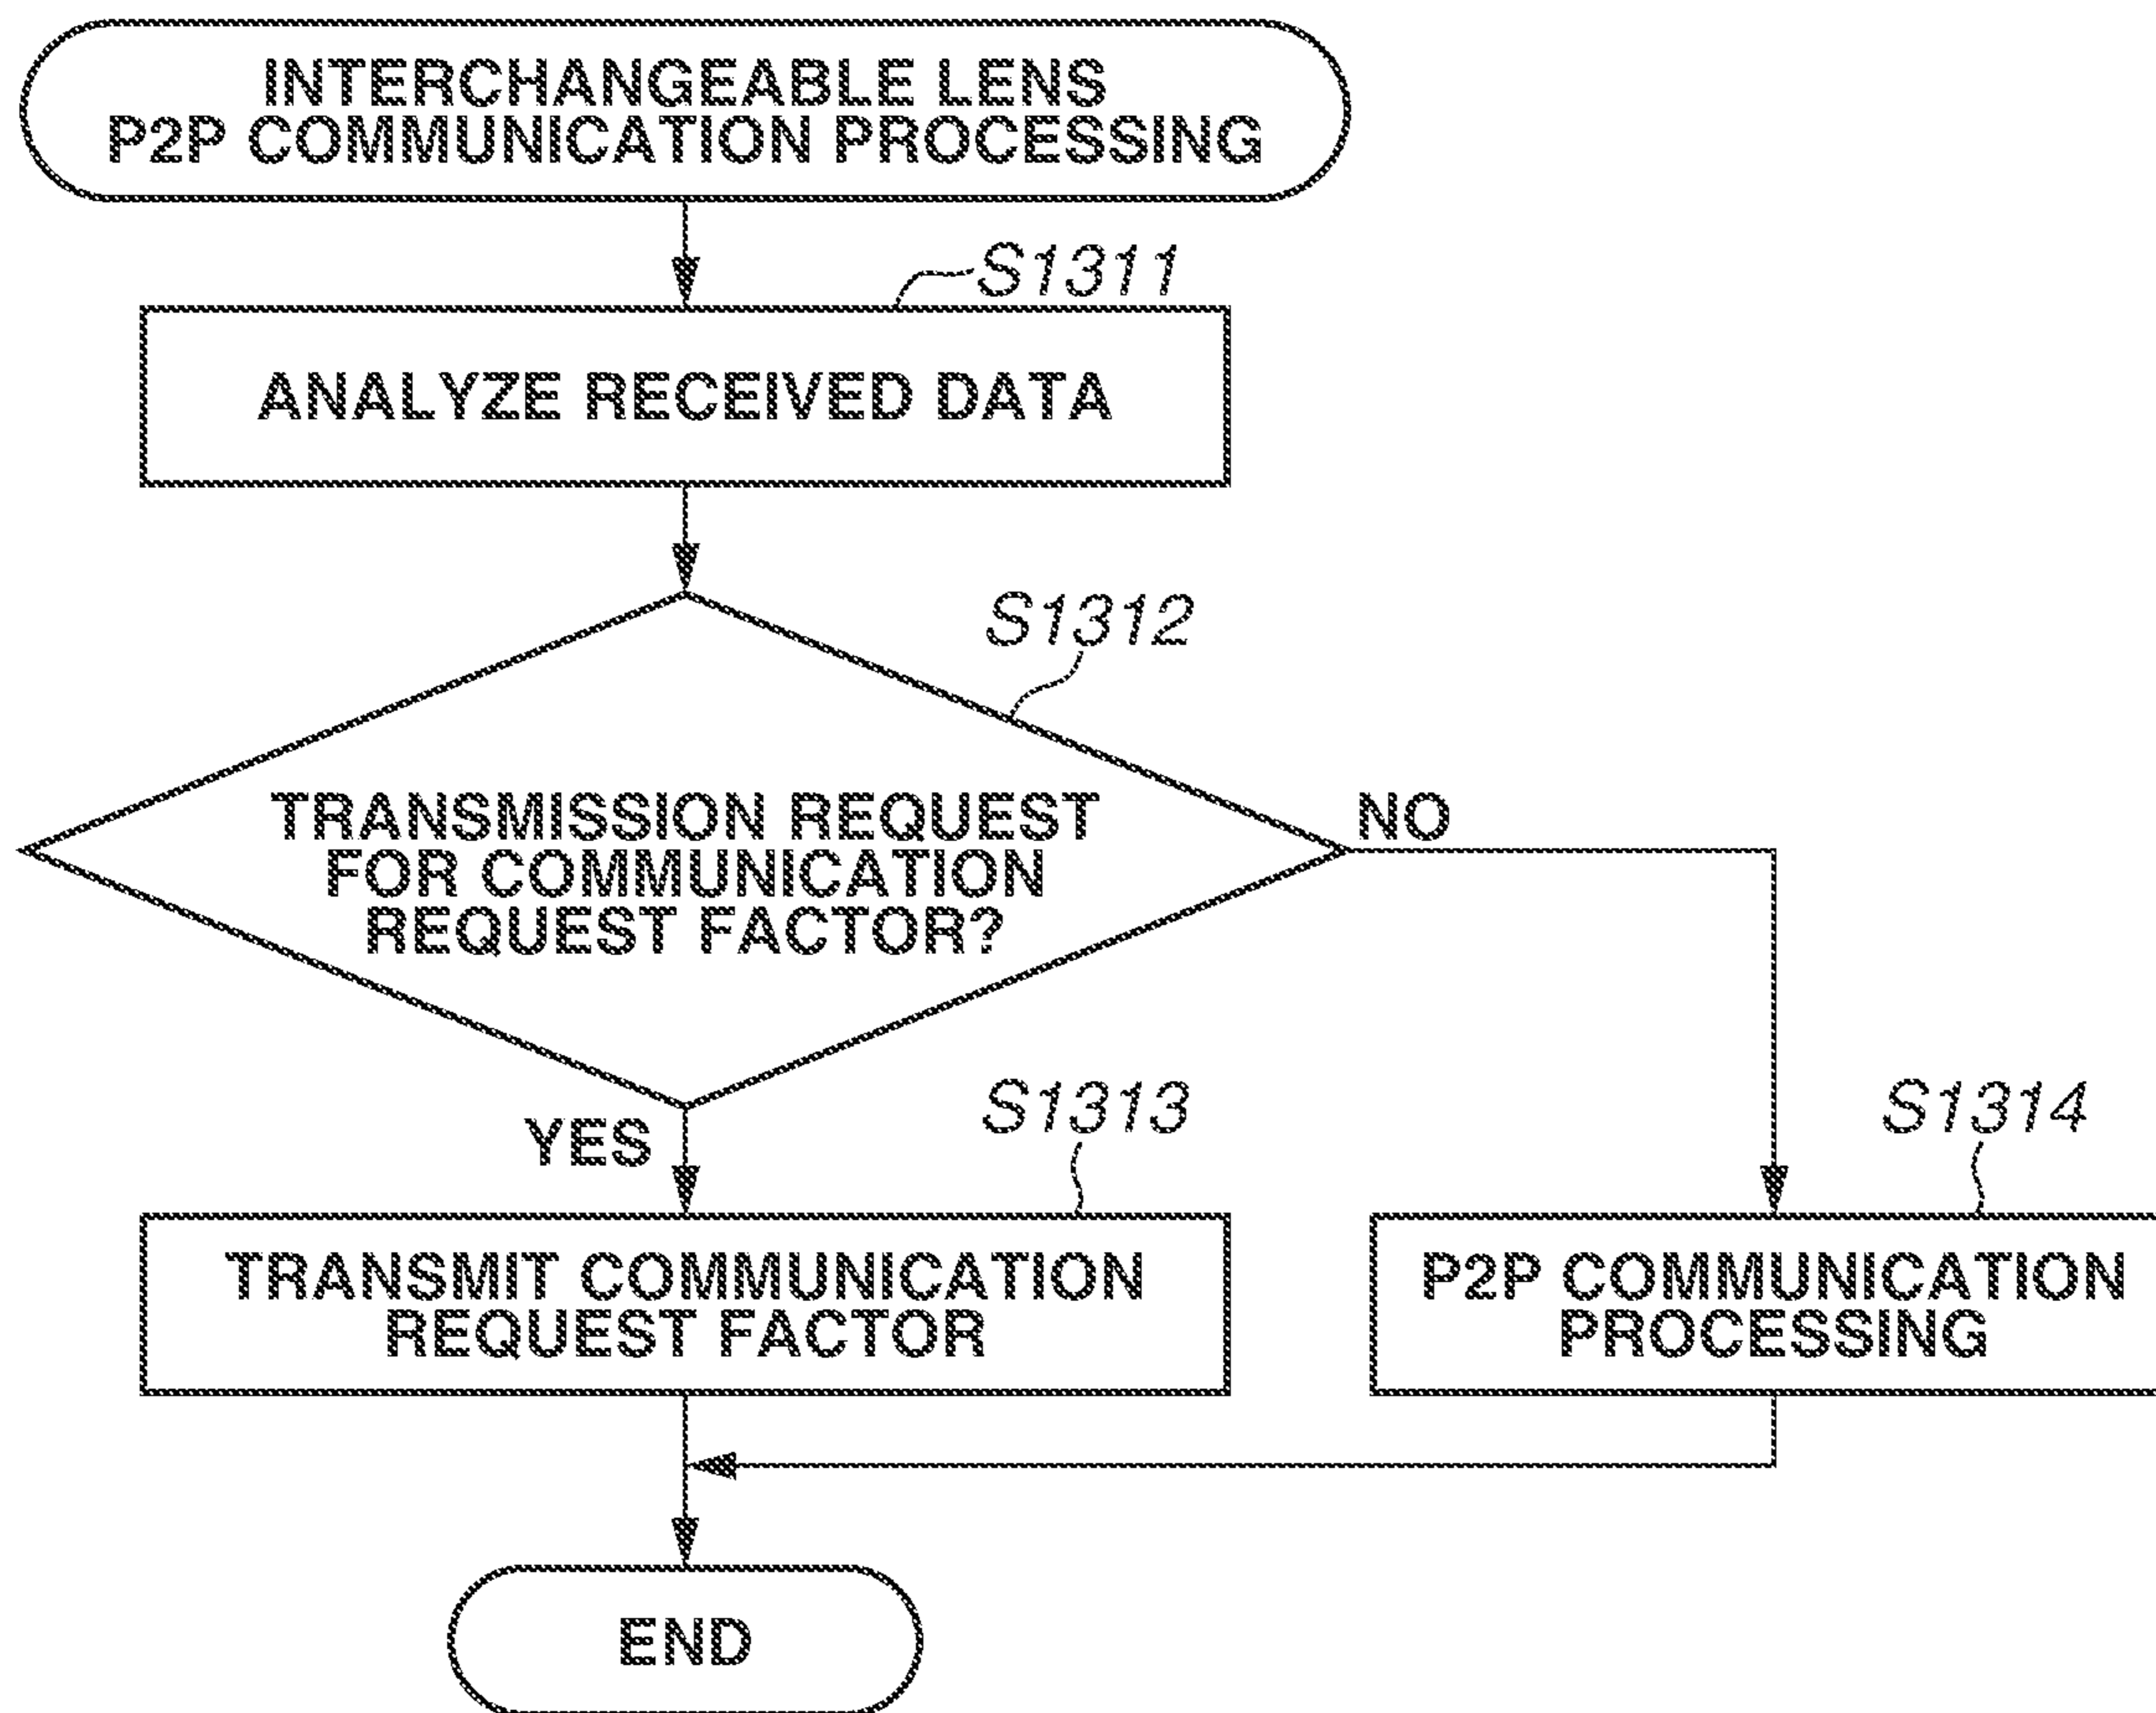 INTERCHANGEABLE LENS
P2P COMMUNICATION PROCESSING
S1311
ANALYZE RECEIVED DATA
S1312
TRANSMISSION REQUEST
FOR COMMUNICATION
REQUEST FACTOR?
NO
YES
S1313
S1314
TRANSMIT COMMUNICATION
REQUEST FACTOR
P2P COMMUNICATION
PROCESSING
END